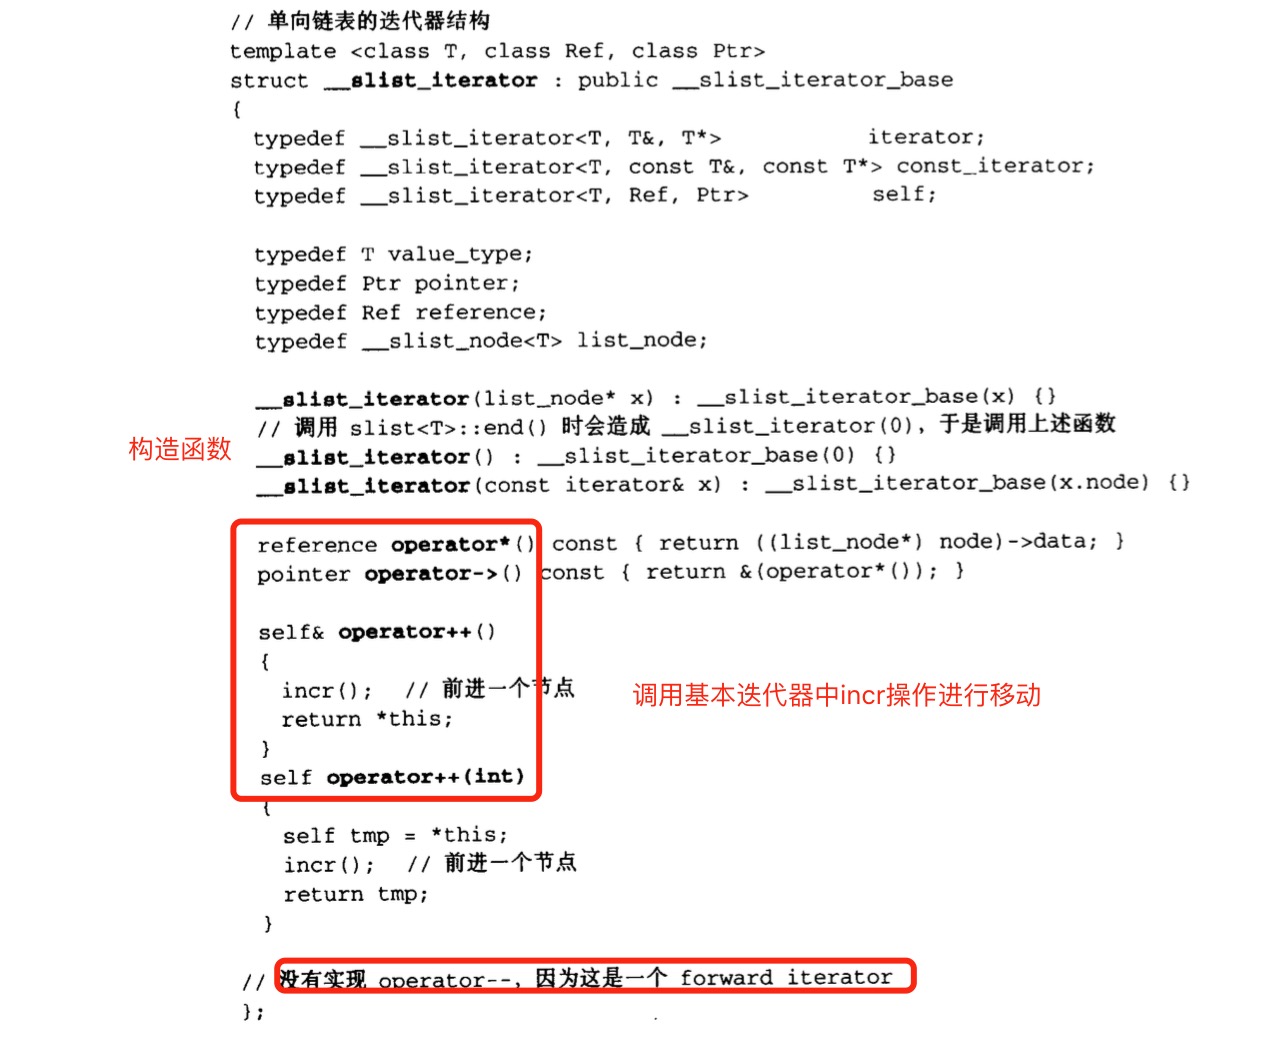 // 单向链表的迭代器结构
template <class T, class Ref, class Ptr>
struct __slist_iterator : public __slist_iterator_base
{
typedef __slist_iterator<T, T&, T*> iterator;
typedef __slist_iterator<T, const T&, const T*> const_iterator;
typedef __slist_iterator<T, Ref, Ptr> self;
typedef T value_type;
typedef Ptr pointer;
typedef Ref reference;
typedef __slist_node<T> list_node;
__slist_iterator(list_node* x) : __slist_iterator_base(x) {}
// 调用 slist<T>::end() 时会造成 __slist_iterator(0), 于是调用上述函数
构造函数
__slist_iterator() : __slist_iterator_base(0) {}
__slist_iterator(const iterator& x) : __slist_iterator_base(x.node) {}
reference operator*() const { return ((list_node*) node)->data; }
pointer operator->() const { return &(operator*()); }
self& operator++()
{
incr(); // 前进一个节点
调用基本迭代器中incr操作进行移动
return *this;
}
self operator++(int)
{
self tmp = *this;
incr(); // 前进一个节点
return tmp;
}
// 没有实现 operator--, 因为这是一个 forward iterator
};